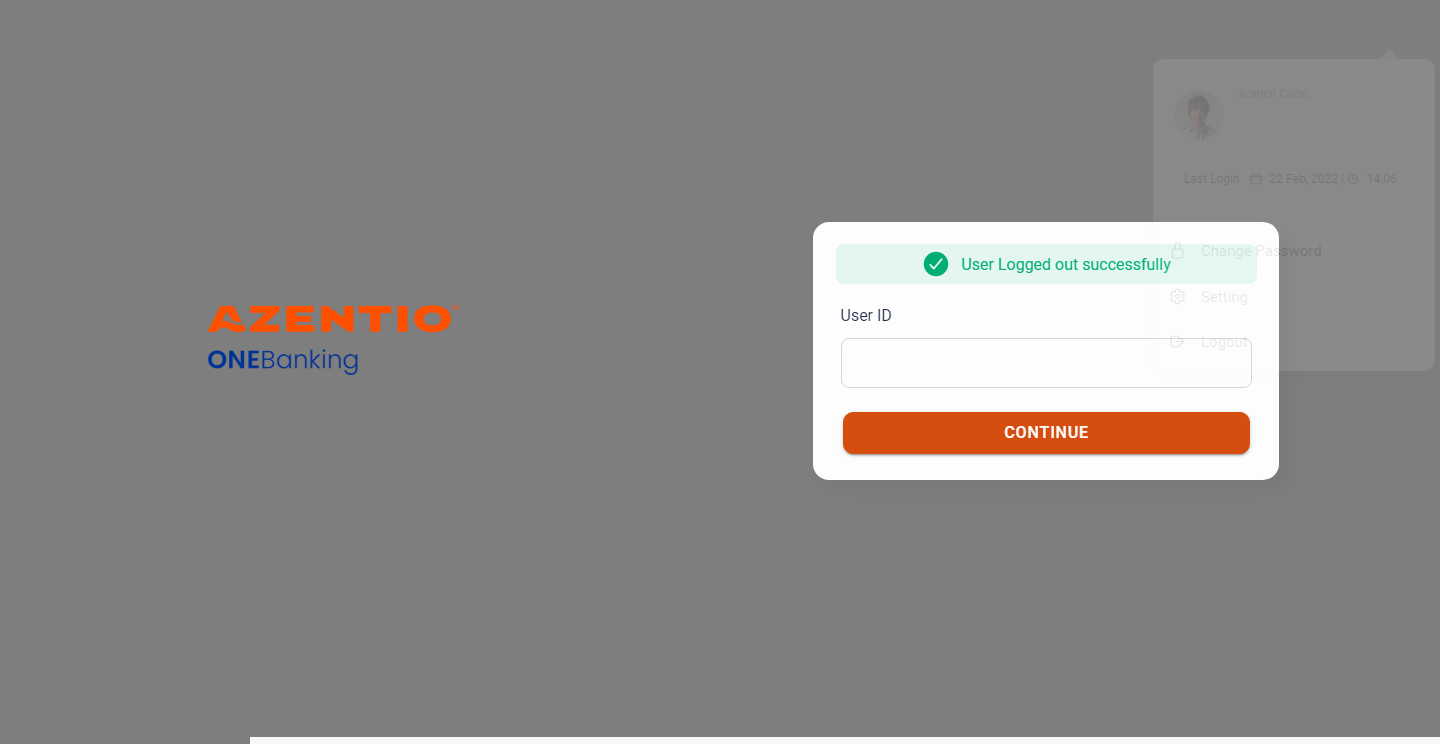 AZENTIO
ONEBanking
Branch Code
Last Login 22 Feb, 2022 | 14.06
Change Password
Setting
Logout
User Logged out successfully
User ID
CONTINUE